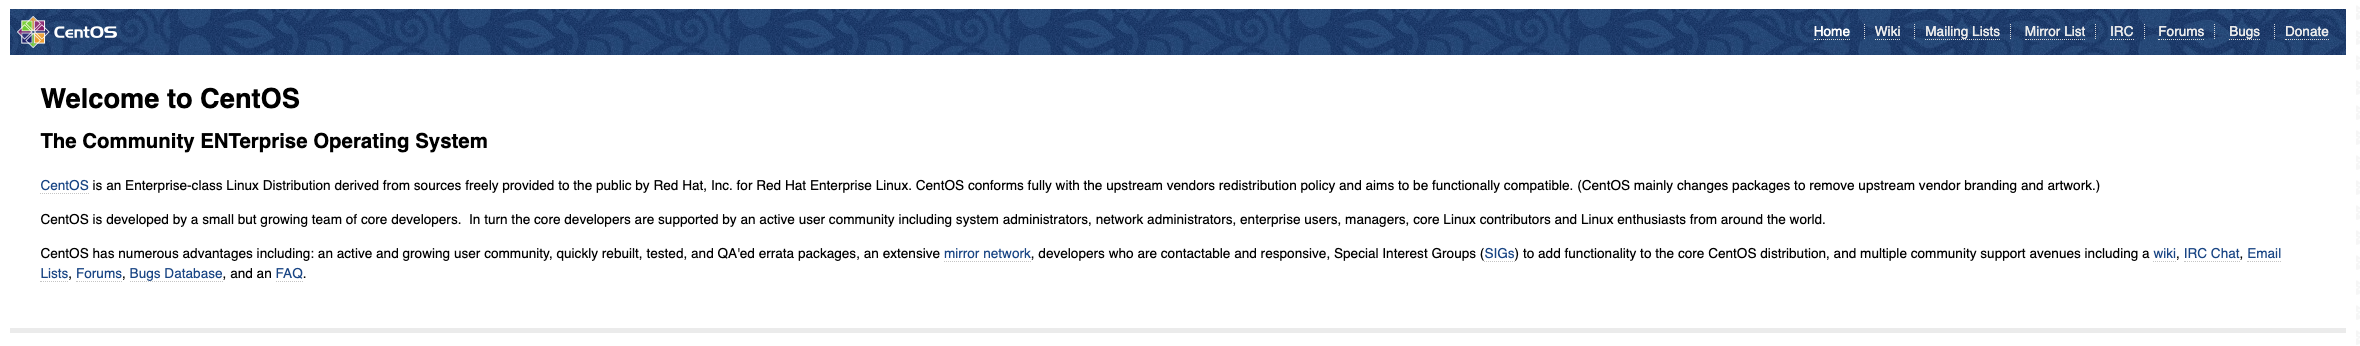 CentOS
Home Wiki Mailing Lists Mirror List IRC Forums Bugs Donate
Welcome to CentOS
The Community ENTerprise Operating System
CentOS is an Enterprise-class Linux Distribution derived from sources freely provided to the public by Red Hat, Inc. for Red Hat Enterprise Linux. CentOS conforms fully with the upstream vendors redistribution policy and aims to be functionally compatible. (CentOS mainly changes packages to remove upstream vendor branding and artwork.)
CentOS is developed by a small but growing team of core developers.  In turn the core developers are supported by an active user community including system administrators, network administrators, enterprise users, managers, core Linux contributors and Linux enthusiasts from around the world.
CentOS has numerous advantages including: an active and growing user community, quickly rebuilt, tested, and QA'ed errata packages, an extensive mirror network, developers who are contactable and responsive, Special Interest Groups (SIGs) to add functionality to the core CentOS distribution, and multiple community support avenues including a wiki, IRC Chat, Email
Lists, Forums, Bugs Database, and an FAQ.